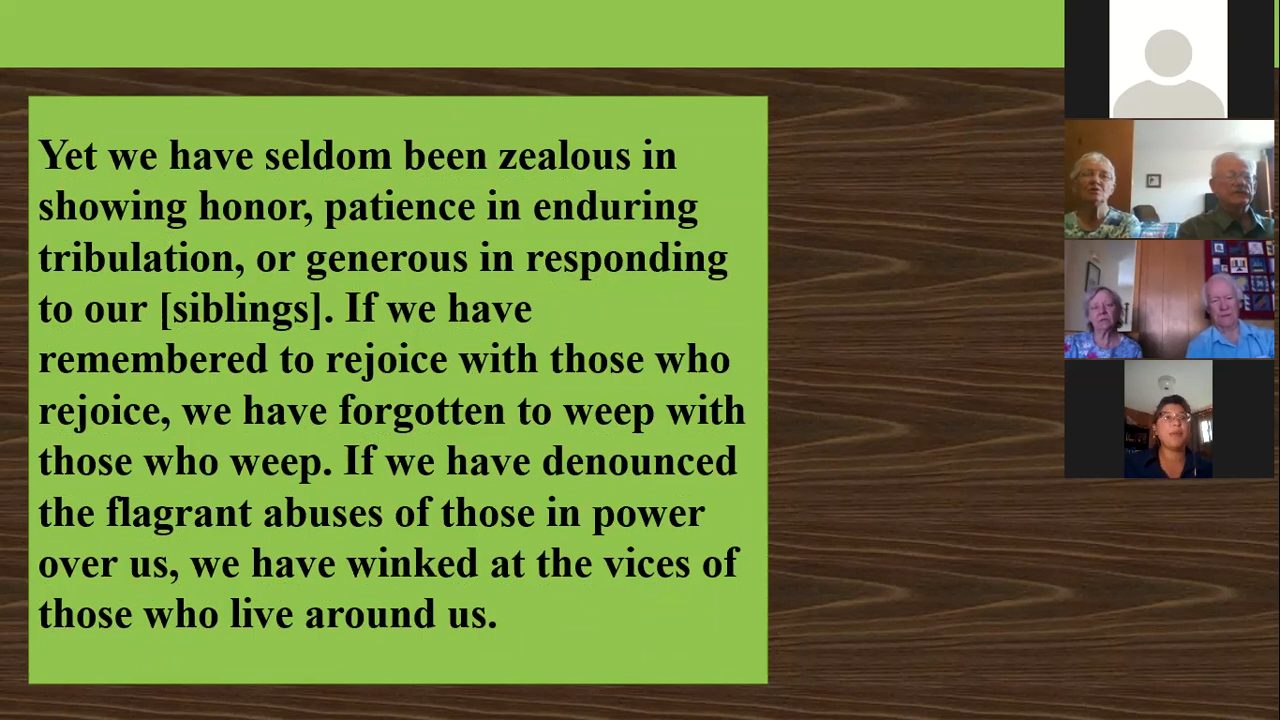 Yet we have seldom been zealous in
showing honor, patience in enduring
tribulation, or generous in responding
to our [siblings]. If we have
remembered to rejoice with those who
rejoice, we have forgotten to weep with
those who weep. If we have denounced
the flagrant abuses of those in power
over us, we have winked at the vices of
those who live around us.